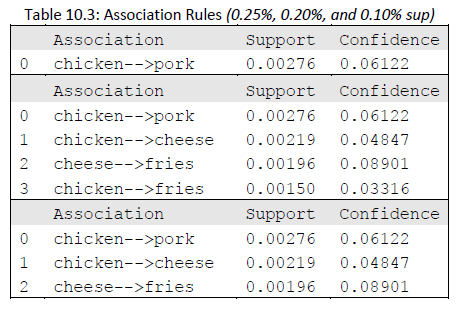 Table 10.3: Association Rules (0.25%, 0.20%, and 0.10% sup)
Association Support Confidence
0 chicken-->pork 0.00276 0.06122
Association Support Confidence
0 chicken-->pork 0.00276 0.06122
1 chicken-->cheese 0.00219 0.04847
2 cheese-->fries 0.00196 0.08901
3 chicken-->fries 0.00150 0.03316
Association Support Confidence
0 chicken-->pork 0.00276 0.06122
1 chicken-->cheese 0.00219 0.04847
2 cheese-->fries 0.00196 0.08901